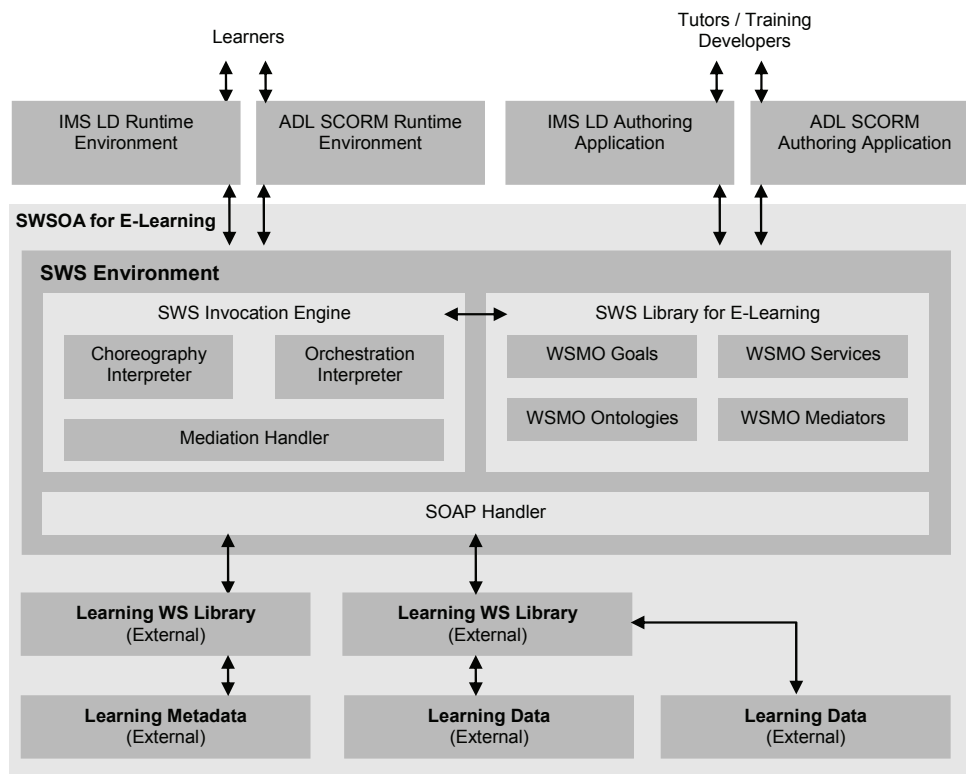 Learners
Tutors / Training
Developers
IMS LD Runtime
Environment
ADL SCORM Runtime
Environment
IMS LD Authoring
Application
ADL SCORM
Authoring Application
SWSOA for E-Learning
SWS Environment
SWS Invocation Engine
Choreography
Interpreter
Orchestration
Interpreter
Mediation Handler
SWS Library for E-Learning
WSMO Goals
WSMO Services
WSMO Ontologies
WSMO Mediators
SOAP Handler
Learning WS Library
(External)
Learning WS Library
(External)
Learning Metadata
(External)
Learning Data
(External)
Learning Data
(External)